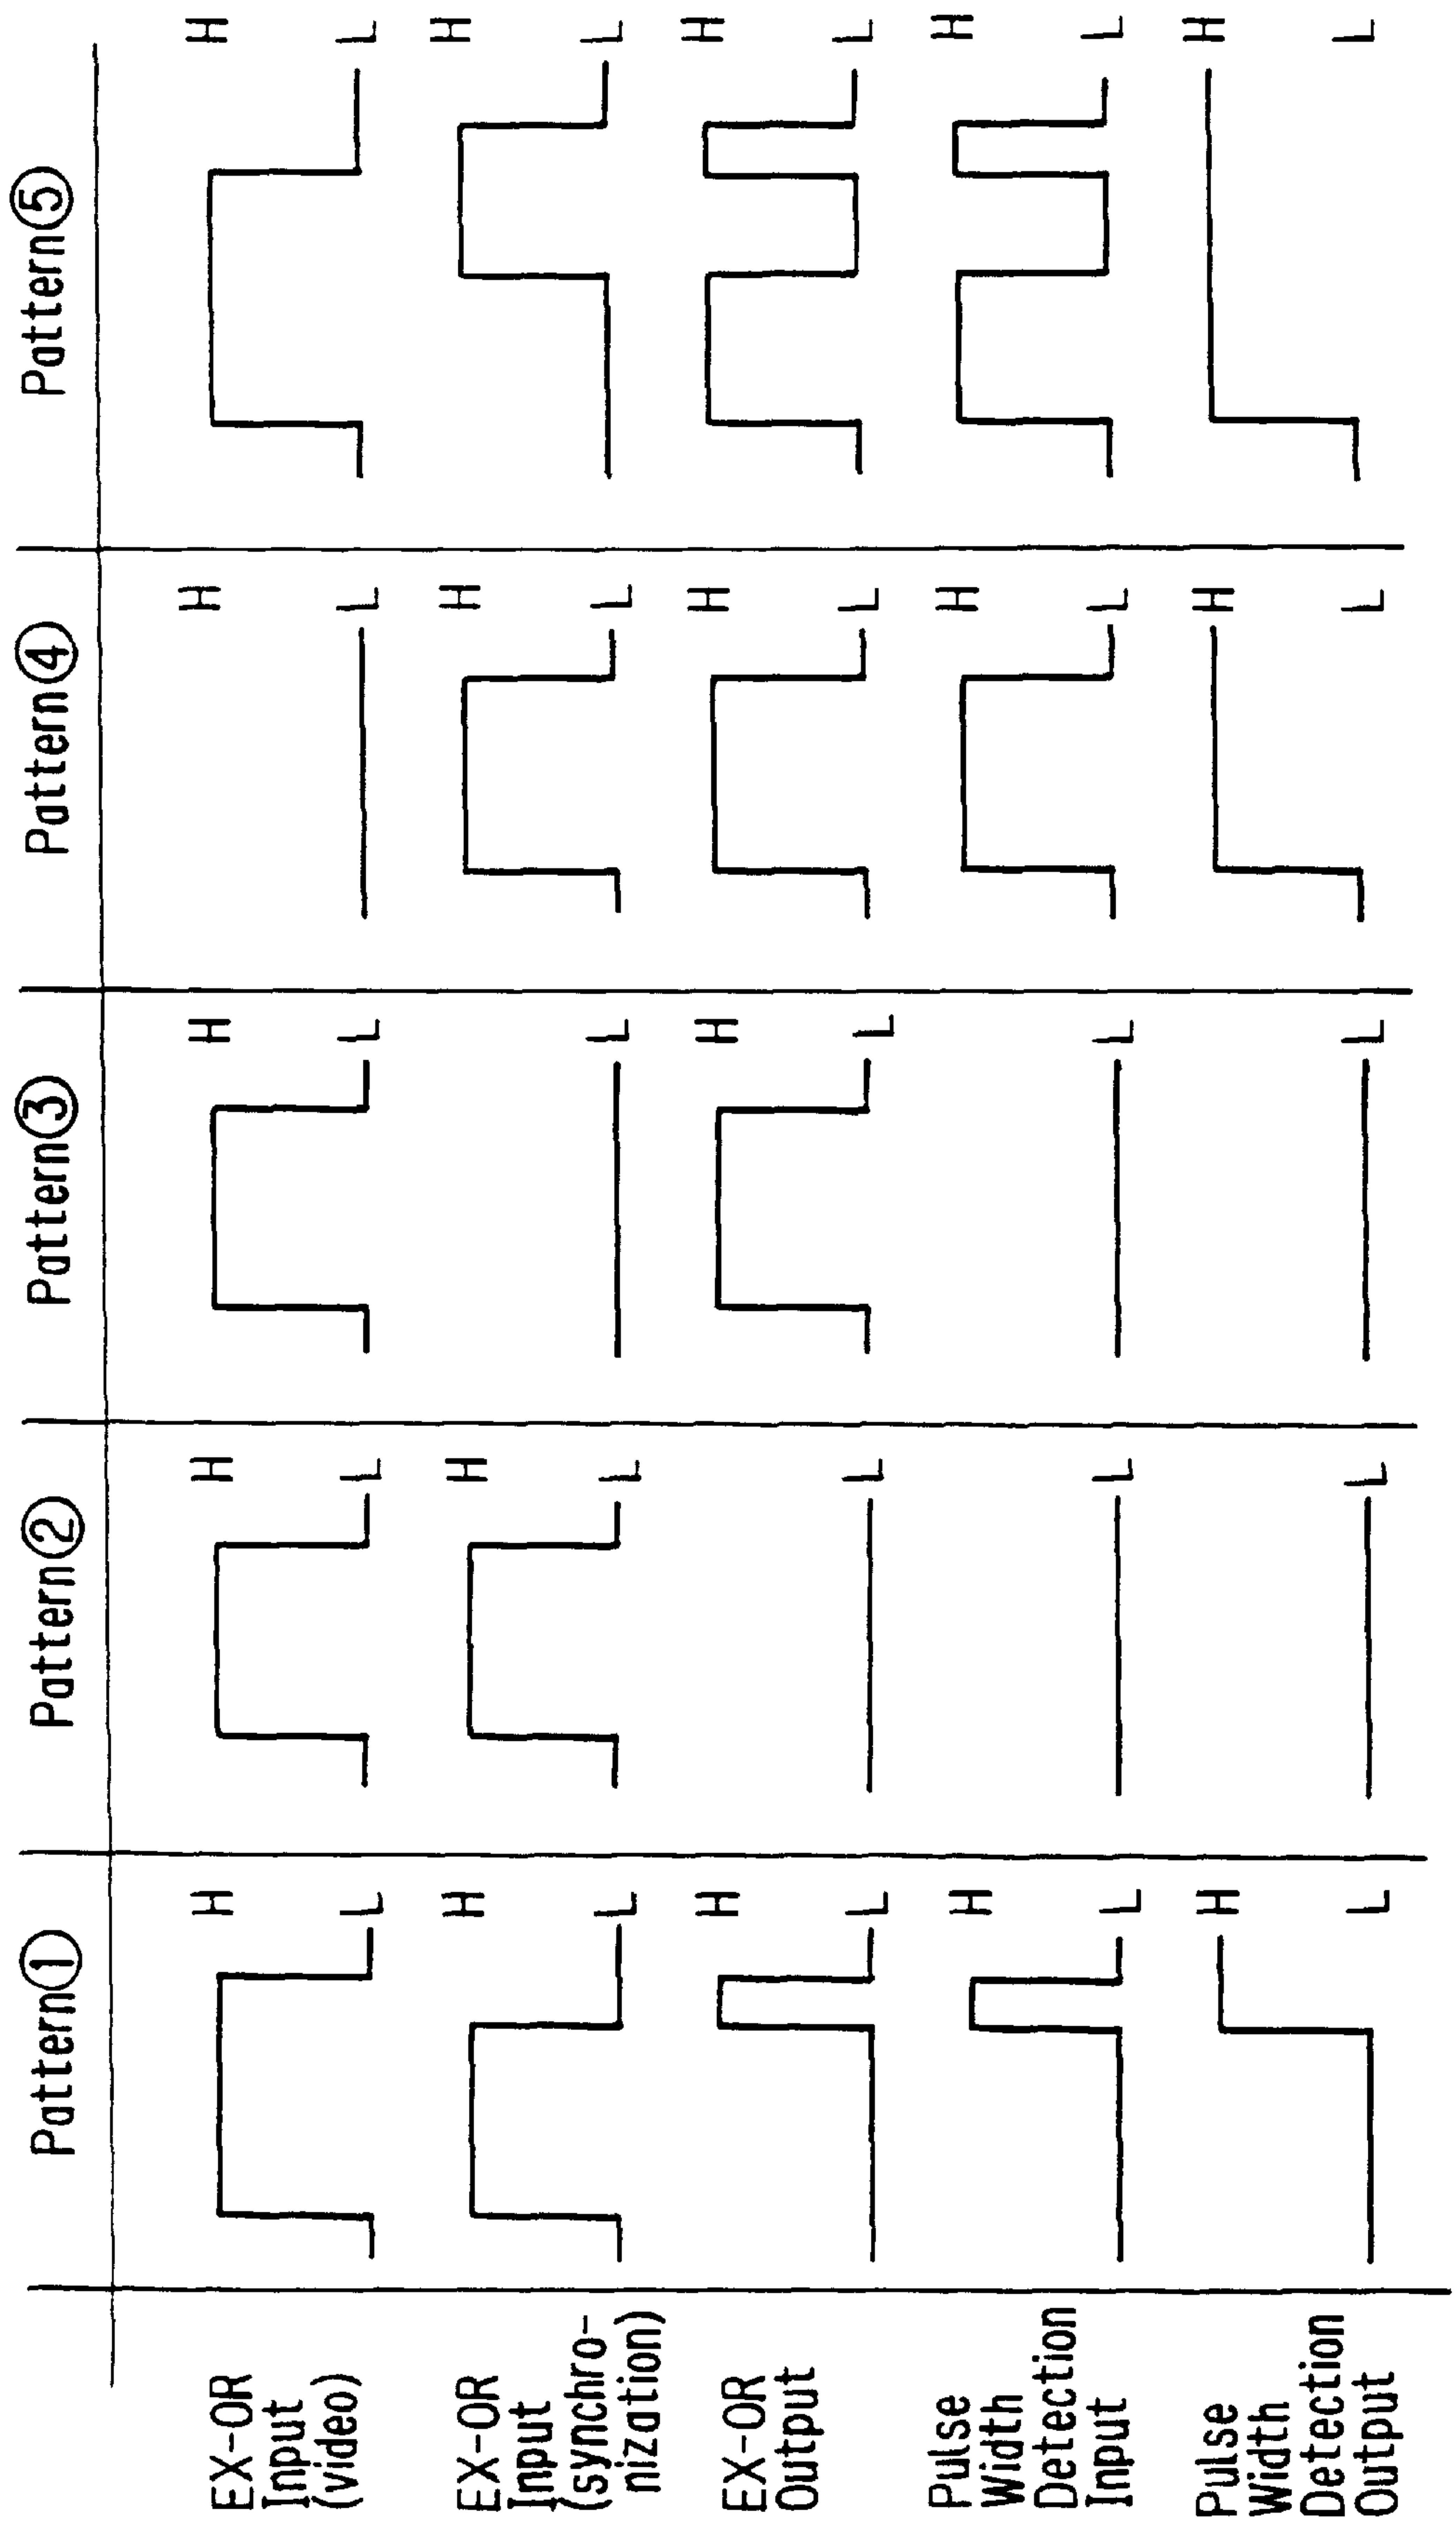 Pattern①
Pattern②
Pattern③
Pattern④
Pattern⑤
EX-OR
Input
(video)
H
L
H
L
H
L
H
L
H
L
EX-OR
Input
(synchro-
nization)
H
L
H
L
L
H
L
H
L
EX-OR
Output
H
L
L
H
L
H
L
H
L
Pulse
Width
Detection
Input
H
L
L
L
H
L
H
L
Pulse
Width
Detection
Output
H
L
L
L
H
L
H
L